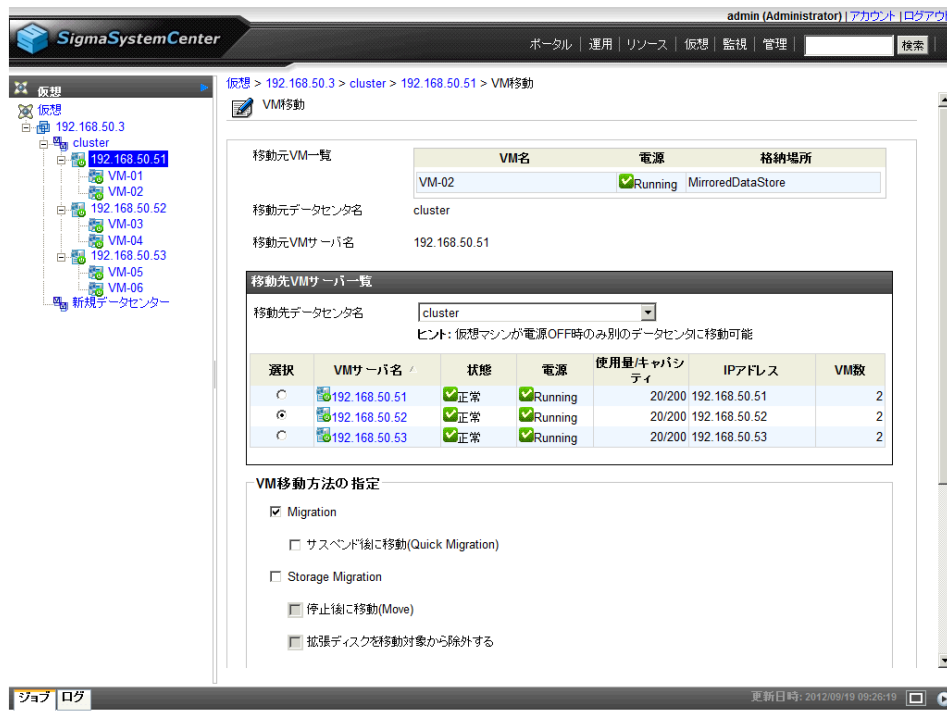 admin (Administrator) | アカウント | ログアウト
SigmaSystemCenter
ポータル | 運用 | リソース | 仮想 | 監視 | 管理 | 検索
仮想
仮想
192.168.50.3
cluster
192.168.50.51
VM-01
VM-02
192.168.50.52
VM-03
VM-04
192.168.50.53
VM-05
VM-06
新規データセンター
仮想 > 192.168.50.3 > cluster > 192.168.50.51 > VM移動
VM移動
移動元VM一覧
VM名 電源 格納場所
VM-02 Running MirroredDataStore
移動元データセンタ名 cluster
移動元VMサーバ名 192.168.50.51
移動先VMサーバ一覧
移動先データセンタ名 cluster
ヒント: 仮想マシンが電源OFF時のみ別のデータセンタに移動可能
選択 VMサーバ名 状態 電源 使用量/キャパシティ IPアドレス VM数
192.168.50.51 正常 Running 20/200 192.168.50.51 2
192.168.50.52 正常 Running 20/200 192.168.50.52 2
192.168.50.53 正常 Running 20/200 192.168.50.53 2
VM移動方法の指定
Migration
サスペンド後に移動(Quick Migration)
Storage Migration
停止後に移動(Move)
拡張ディスクを移動対象から除外する
ジョブ ログ
更新日時: 2012/09/19 09:26:19